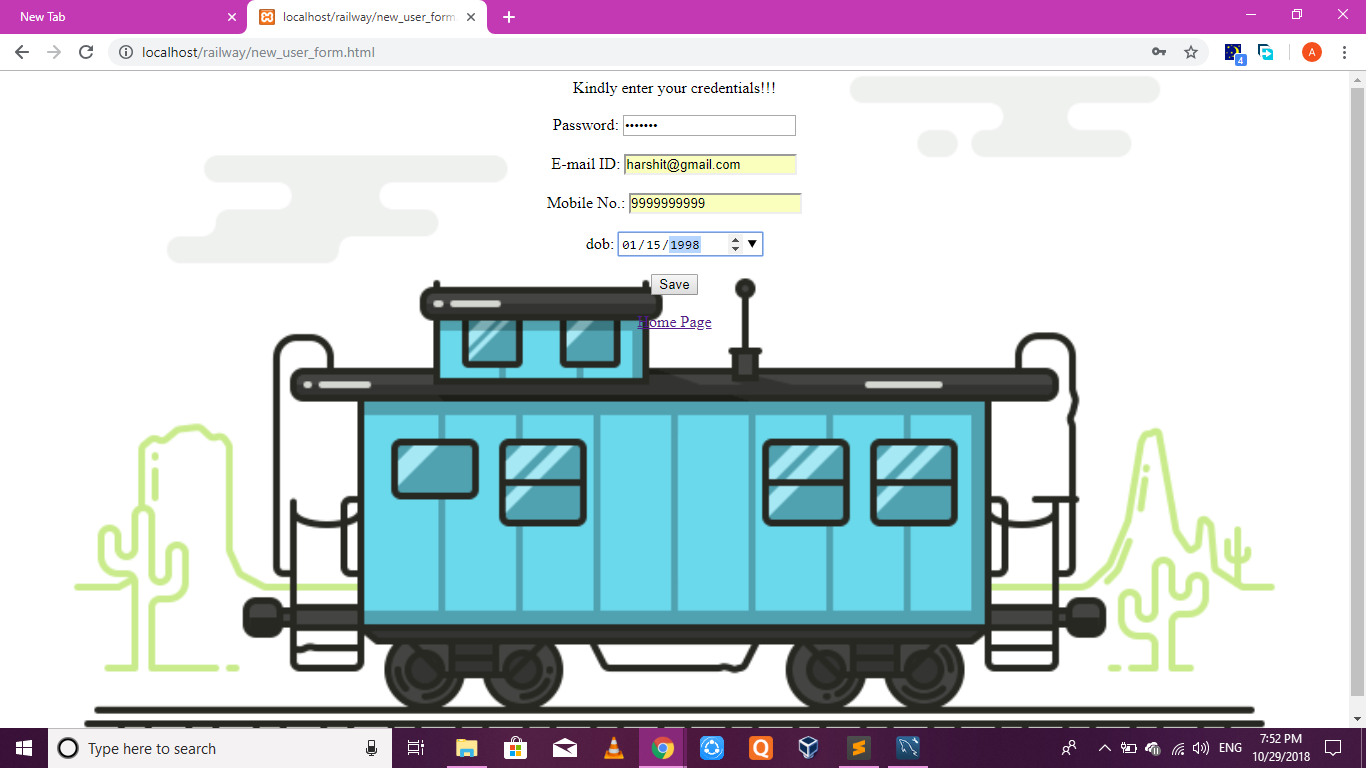 New Tab
localhost/railway/new_user_form.
localhost/railway/new_user_form.html
4
A
Kindly enter your credentials!!!
Password: •••••••
E-mail ID: harshit@gmail.com
Mobile No.: 9999999999
dob: 01/15/1998
Save
Home Page
Type here to search
ENG
7:52 PM
10/29/2018